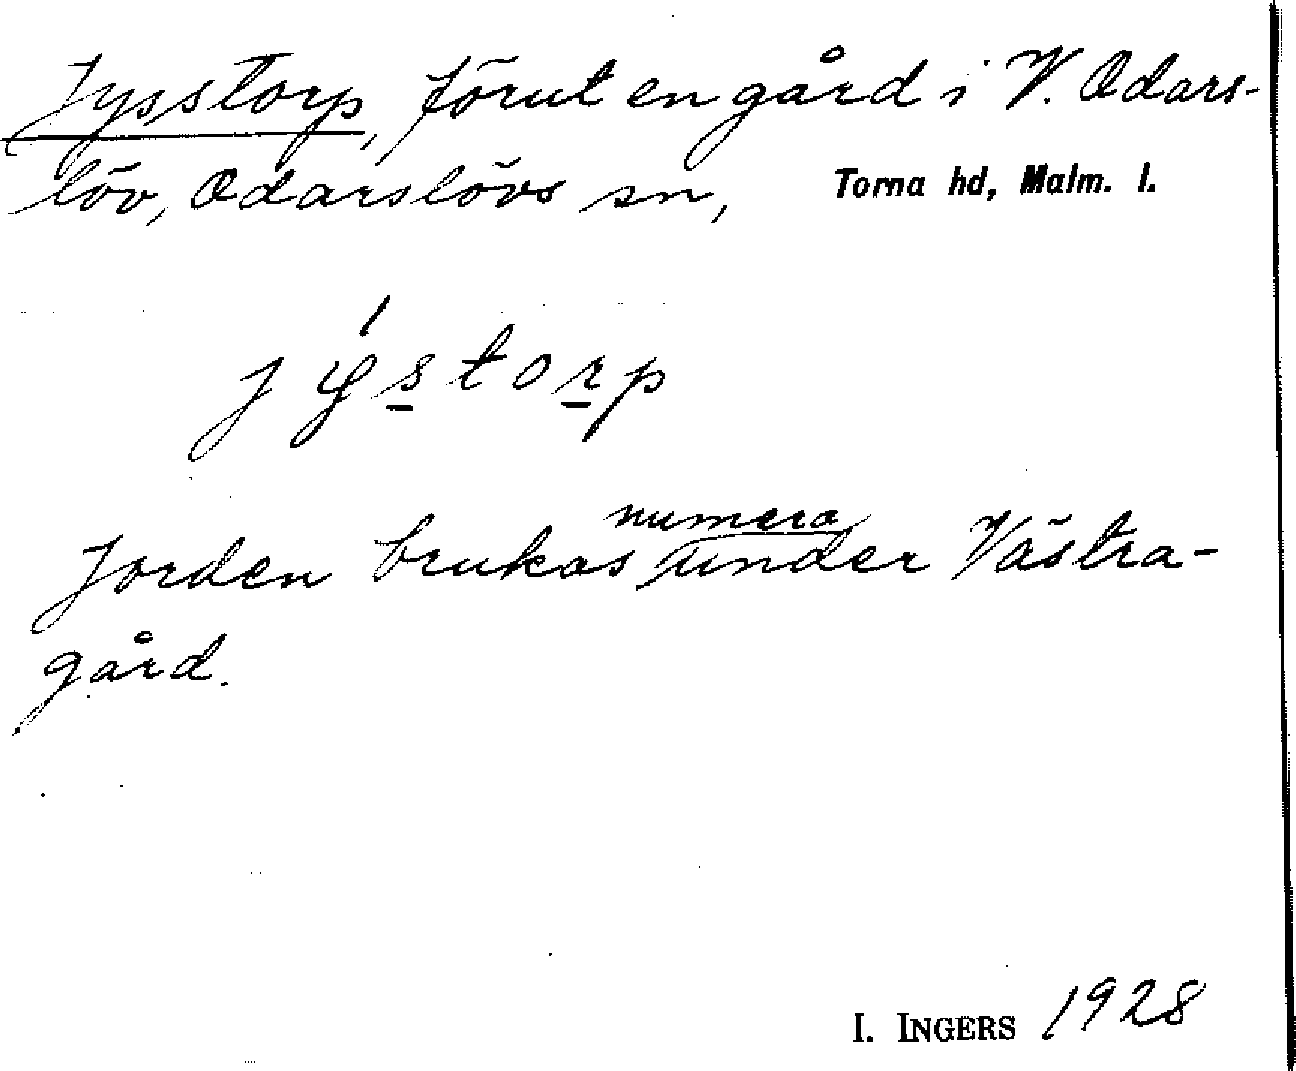 Jysstorp, förut en gård i V. Odars-
löv, Odarslövs sn, Torna hd, Malm. l.
jýstorp
Jorden brukas numera under Västra-
gård.
I. INGERS 1928